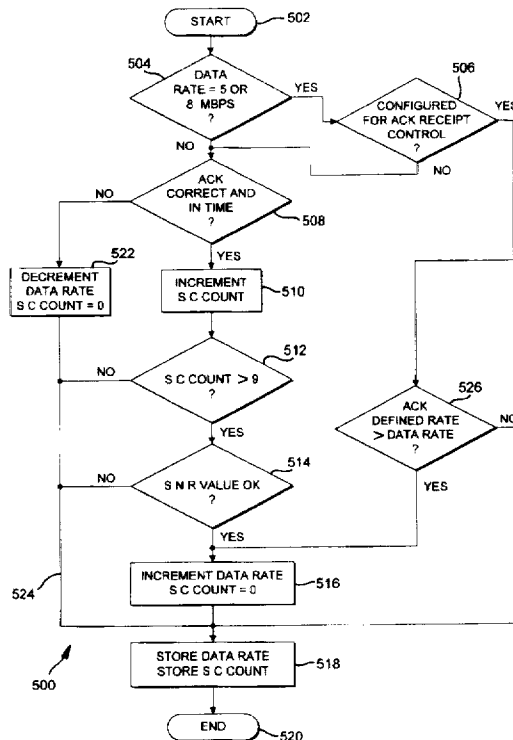 START
502
504
DATA
RATE = 5 OR
8 MBPS
?
YES
506
CONFIGURED
FOR ACK RECEIPT
CONTROL
?
YES
NO
NO
ACK
CORRECT AND
IN TIME
?
NO
508
YES
522
DECREMENT
DATA RATE
S C COUNT = 0
INCREMENT
S C COUNT
510
512
S C COUNT > 9
?
NO
YES
526
ACK
DEFINED RATE
> DATA RATE
?
NO
YES
514
S N R VALUE OK
?
NO
YES
524
INCREMENT DATA RATE
S C COUNT = 0
516
500
STORE DATA RATE
STORE S C COUNT
518
END
520